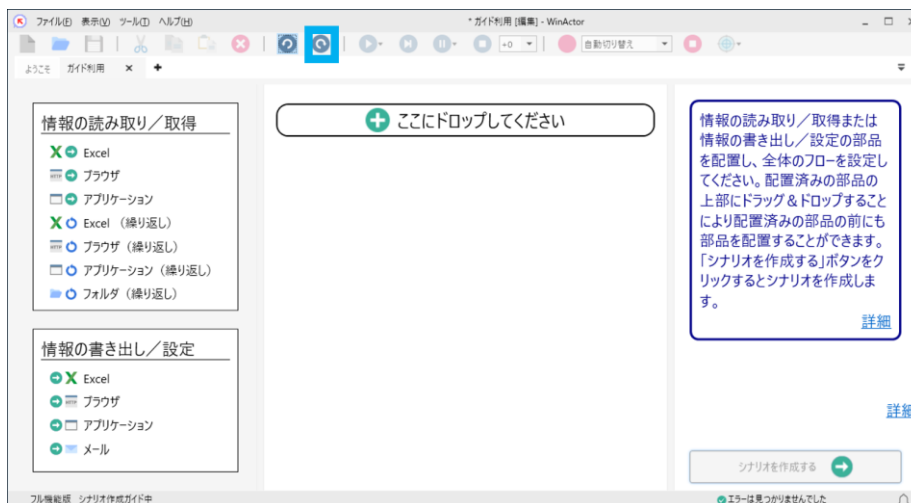 ファイル(F) 表示(V) ツール(T) ヘルプ(H)
* ガイド利用 [編集] - WinActor
+0
自動切り替え
ようこそ ガイド利用
情報の読み取り／取得
Excel
ブラウザ
アプリケーション
Excel （繰り返し）
ブラウザ（繰り返し）
アプリケーション（繰り返し）
フォルダ（繰り返し）
情報の書き出し／設定
Excel
ブラウザ
アプリケーション
メール
ここにドロップしてください
情報の読み取り／取得または
情報の書き出し／設定の部品
を配置し、全体のフローを設定し
てください。配置済みの部品の
上部にドラッグ＆ドロップすること
により配置済みの部品の前にも
部品を配置することができます。
「シナリオを作成する」ボタンをク
リックするとシナリオを作成しま
す。
詳細
詳細
シナリオを作成する
フル機能版 シナリオ作成ガイド中
エラーは見つかりませんでした